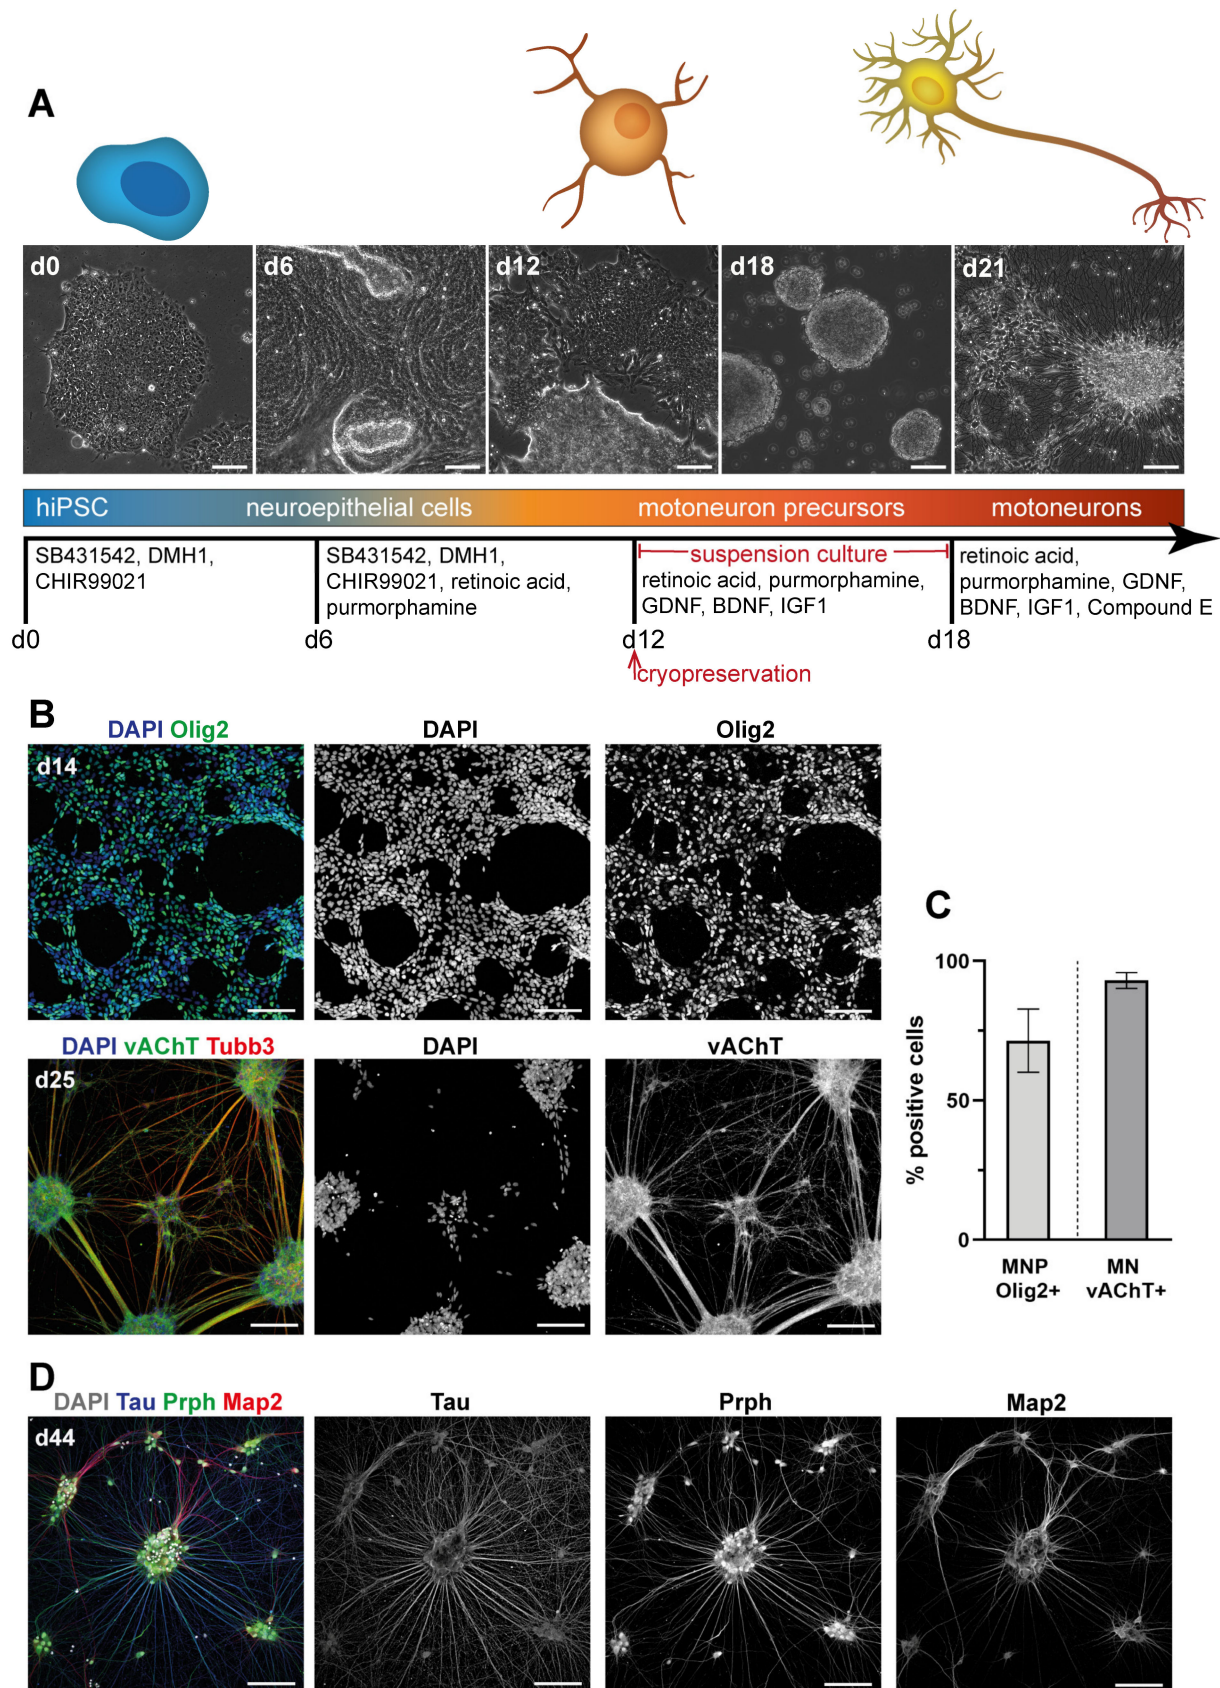 A
d0
d6
d12
d18
d21
hiPSC
neuroepithelial cells
motoneuron precursors
motoneurons
SB431542, DMH1,
CHIR99021
SB431542, DMH1,
CHIR99021, retinoic acid,
purmorphamine
suspension culture
retinoic acid, purmorphamine,
GDNF, BDNF, IGF1
retinoic acid,
purmorphamine, GDNF,
BDNF, IGF1, Compound E
d0
d6
d12
d18
cryopreservation
B
DAPI Olig2
DAPI
Olig2
d14
DAPI vAChT Tubb3
DAPI
vAChT
d25
C
% positive cells
100
50
0
MNP
Olig2+
MN
vAChT+
D
DAPI Tau Prph Map2
Tau
Prph
Map2
d44